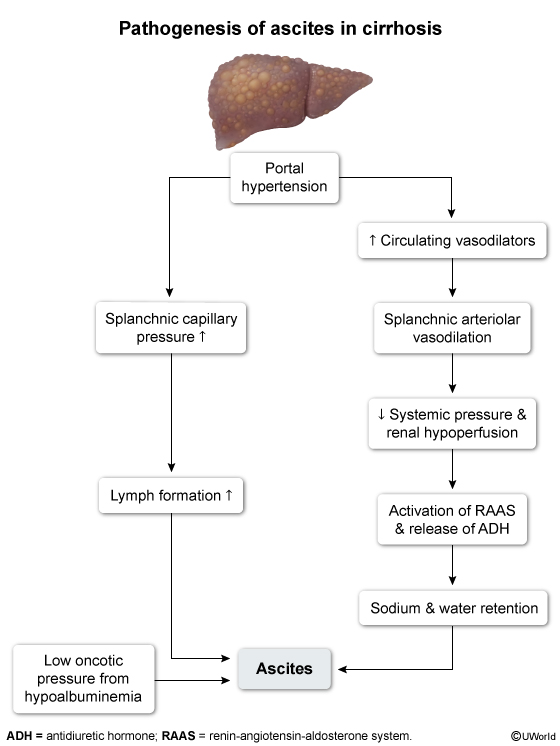 Pathogenesis of ascites in cirrhosis
Portal
hypertension
↑ Circulating vasodilators
Splanchnic capillary
pressure ↑
Splanchnic arteriolar
vasodilation
↓ Systemic pressure &
renal hypoperfusion
Lymph formation ↑
Activation of RAAS
& release of ADH
Sodium & water retention
Low oncotic
pressure from
hypoalbuminemia
Ascites
ADH = antidiuretic hormone; RAAS = renin-angiotensin-aldosterone system.
©UWorld